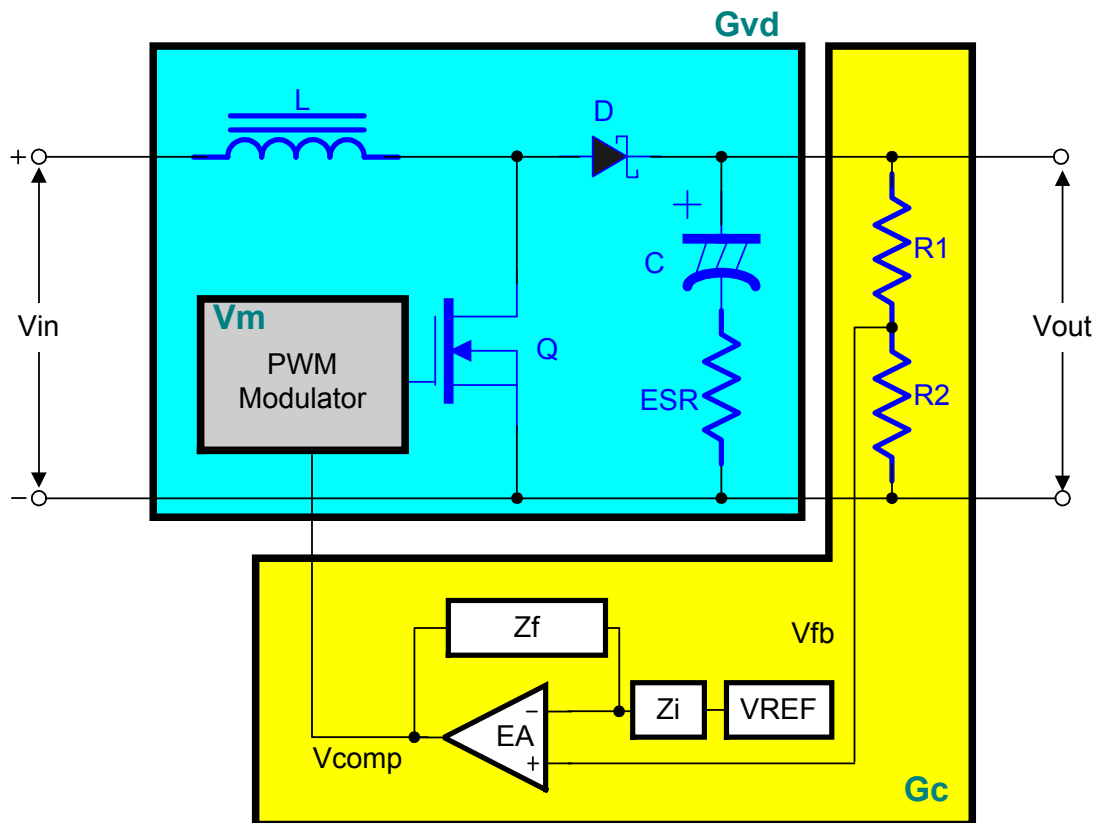 Gvd
L
D
+
+
C
R1
Vin
Vm
PWM
Modulator
Q
ESR
R2
Vout
−
Zf
Vfb
−
Zi
VREF
EA
+
Vcomp
Gc